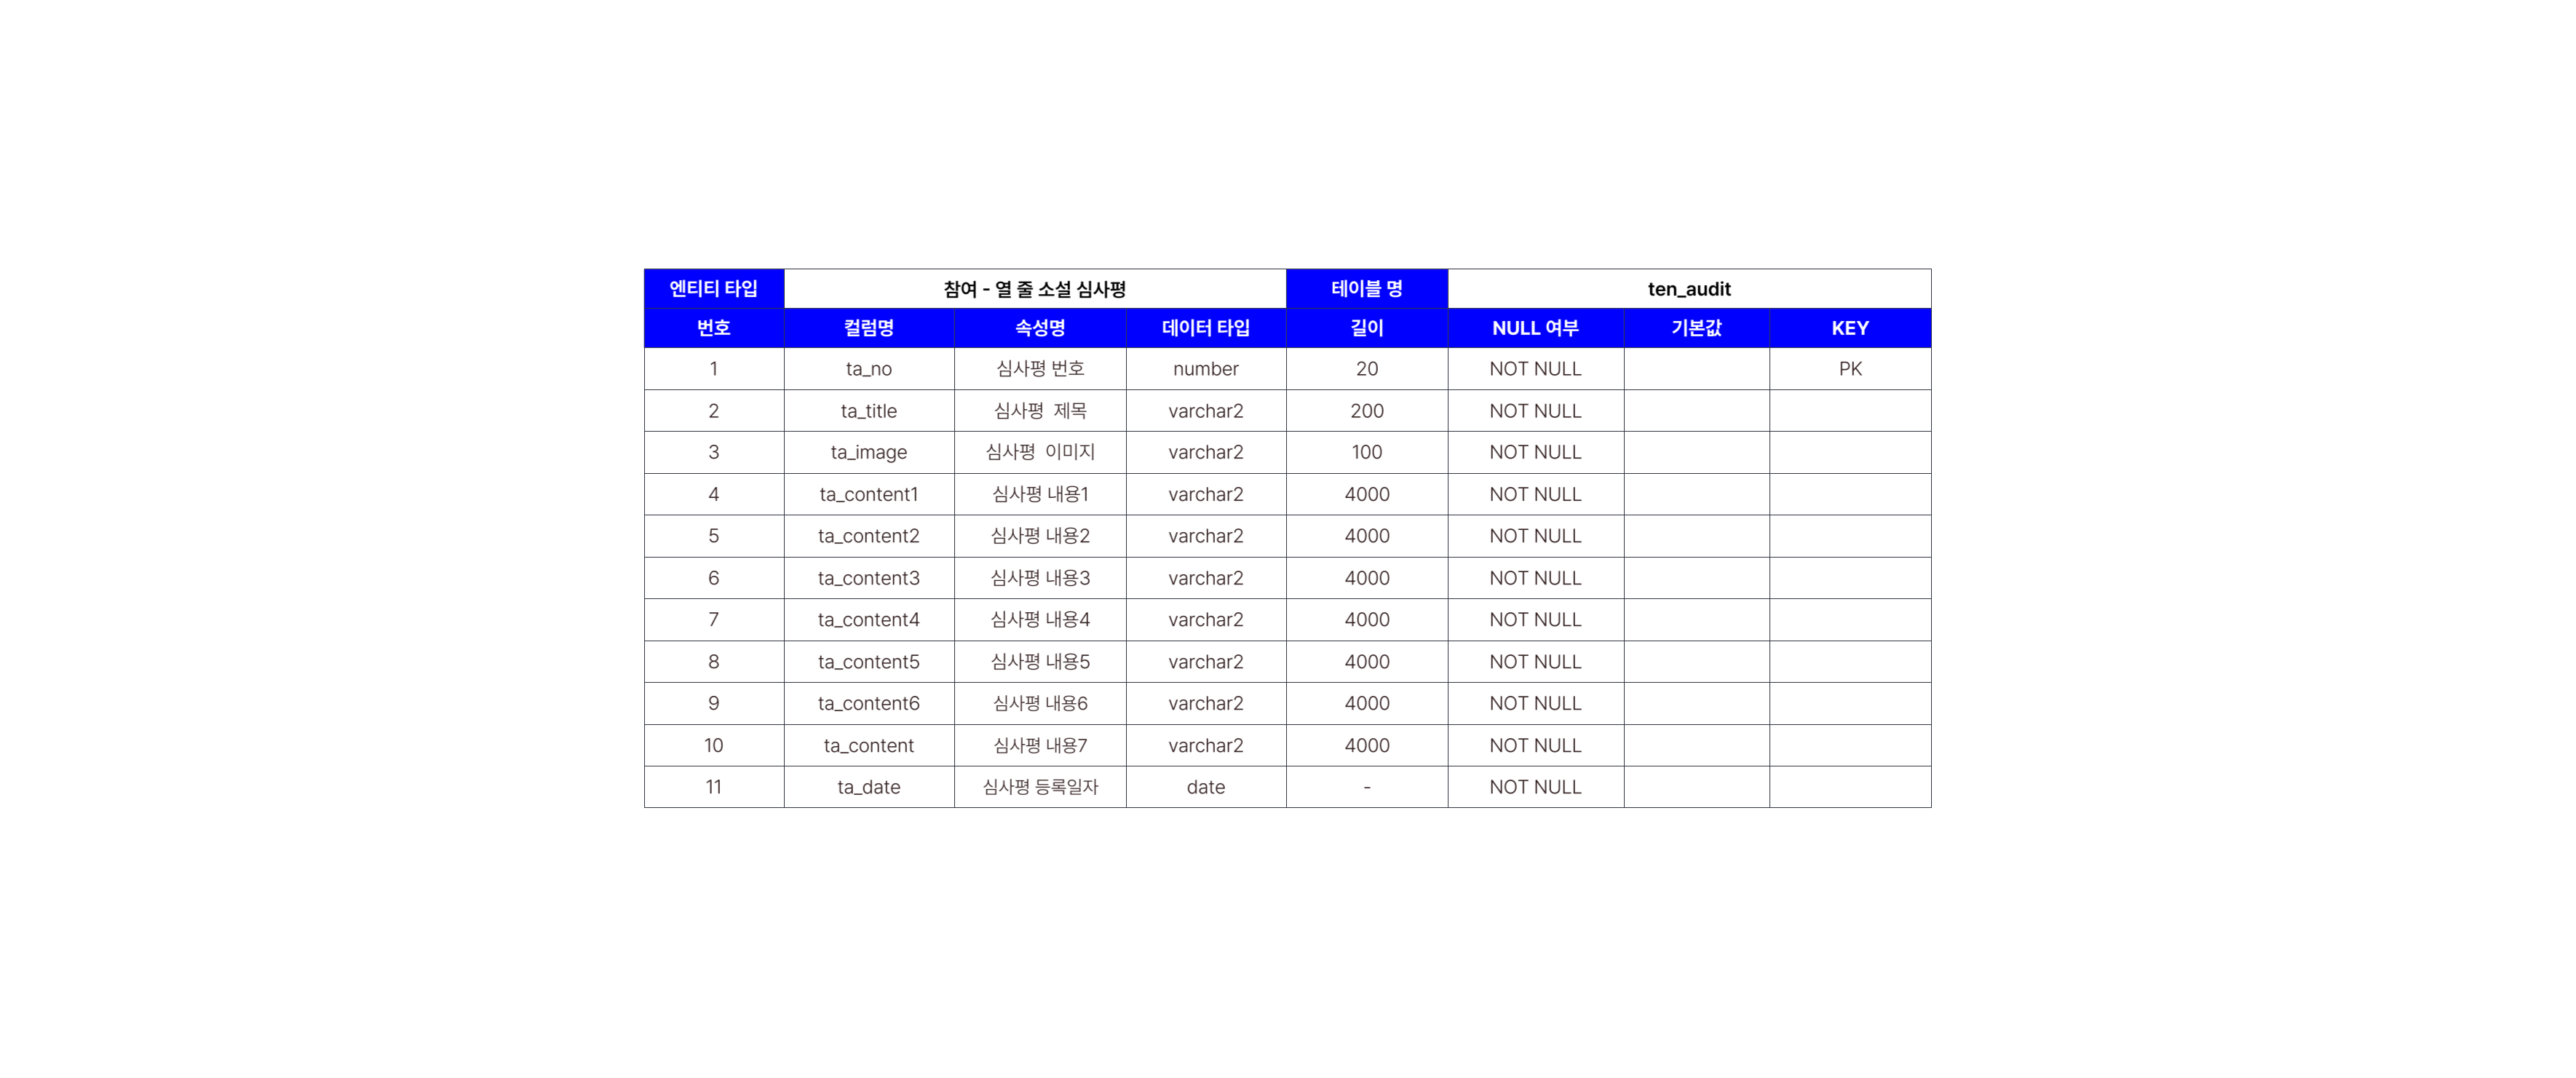 엔티티 타입 참여 - 열 줄 소설 심사평 테이블 명 ten_audit
번호 컬럼명 속성명 데이터 타입 길이 NULL 여부 기본값 KEY
1 ta_no 심사평 번호 number 20 NOT NULL PK
2 ta_title 심사평 제목 varchar2 200 NOT NULL
3 ta_image 심사평 이미지 varchar2 100 NOT NULL
4 ta_content1 심사평 내용1 varchar2 4000 NOT NULL
5 ta_content2 심사평 내용2 varchar2 4000 NOT NULL
6 ta_content3 심사평 내용3 varchar2 4000 NOT NULL
7 ta_content4 심사평 내용4 varchar2 4000 NOT NULL
8 ta_content5 심사평 내용5 varchar2 4000 NOT NULL
9 ta_content6 심사평 내용6 varchar2 4000 NOT NULL
10 ta_content 심사평 내용7 varchar2 4000 NOT NULL
11 ta_date 심사평 등록일자 date - NOT NULL